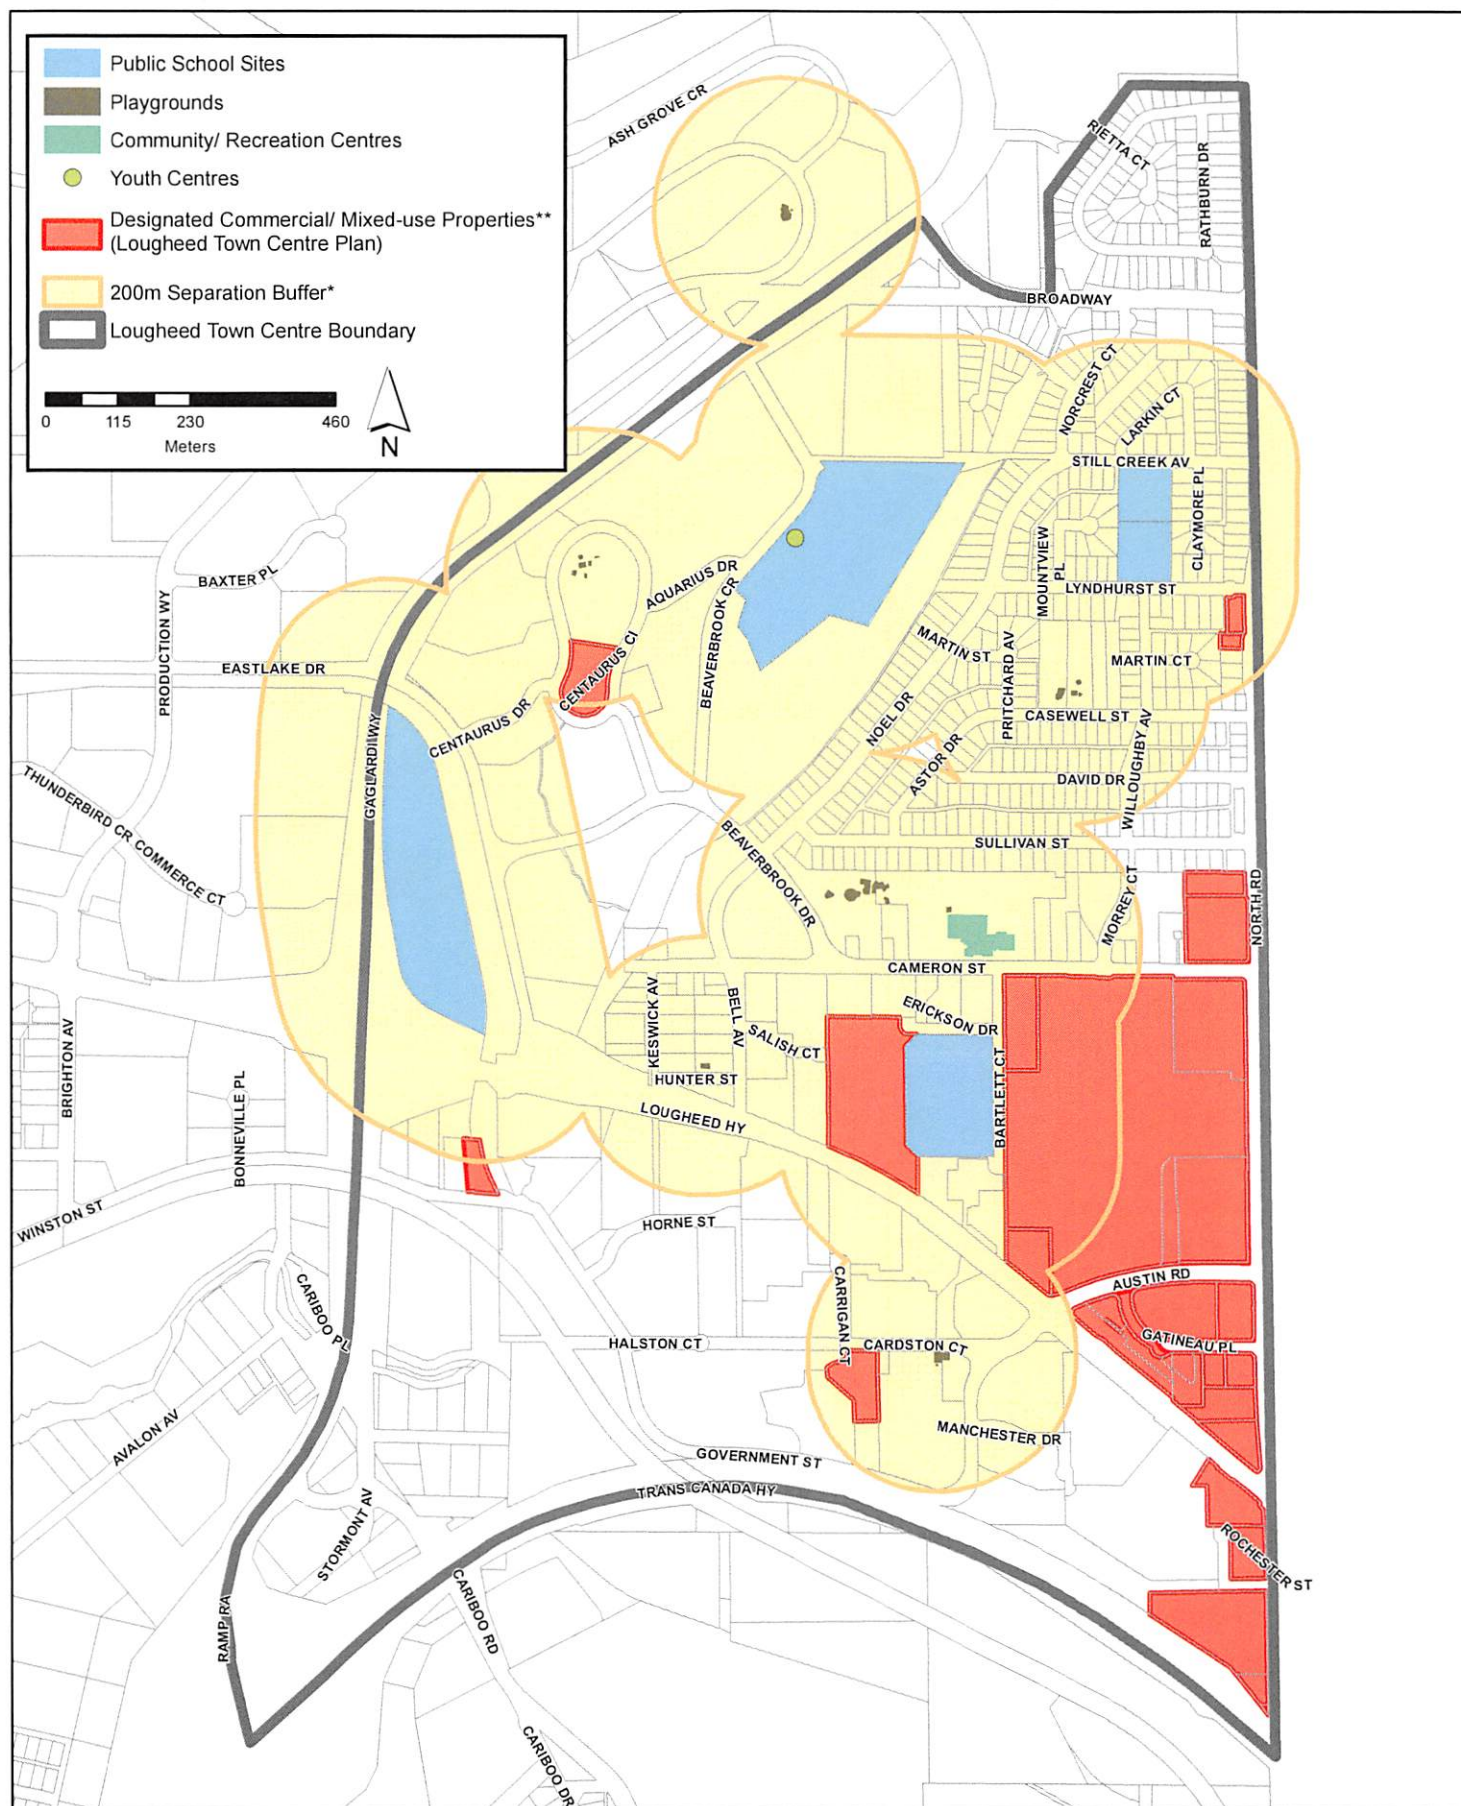 Public School Sites
Playgrounds
Community/ Recreation Centres
Youth Centres
Designated Commercial/ Mixed-use Properties**
(Lougheed Town Centre Plan)
200m Separation Buffer*
Lougheed Town Centre Boundary
0 115 230 460
Meters
N
ASH GROVE CR
RIETTA CT
RATHBURN DR
BROADWAY
NORCREST CT
LARKIN CT
STILL CREEK AV
CLAYMORE PL
MOUNTVIEW
PL
LYNDHURST ST
BAXTER PL
PRODUCTION WY
AQUARIUS DR
BEAVERBROOK CR
MARTIN ST
PRITCHARD AV
MARTIN CT
EASTLAKE DR
CENTAURUS CI
CENTAURUS DR
GAGLARDI WY
NOEL DR
CASEWELL ST
ASTOR DR
WILLOUGHBY AV
DAVID DR
THUNDERBIRD CR
COMMERCE CT
BEAVERBROOK DR
SULLIVAN ST
MORREY CT
NORTH RD
CAMERON ST
KESWICK AV
BELL AV
ERICKSON DR
SALISH CT
BARTLETT CT
BRIGHTON AV
BONNEVILLE PL
HUNTER ST
LOUGHEED HY
WINSTON ST
HORNE ST
CARIBOO PL
CARRIGAN CT
AUSTIN RD
HALSTON CT
CARDSTON CT
GATINEAU PL
AVALON AV
MANCHESTER DR
GOVERNMENT ST
TRANS CANADA HY
STORMONT AV
ROCHESTER ST
RAMP RA
CARIBOO RD
CARIBOO DR